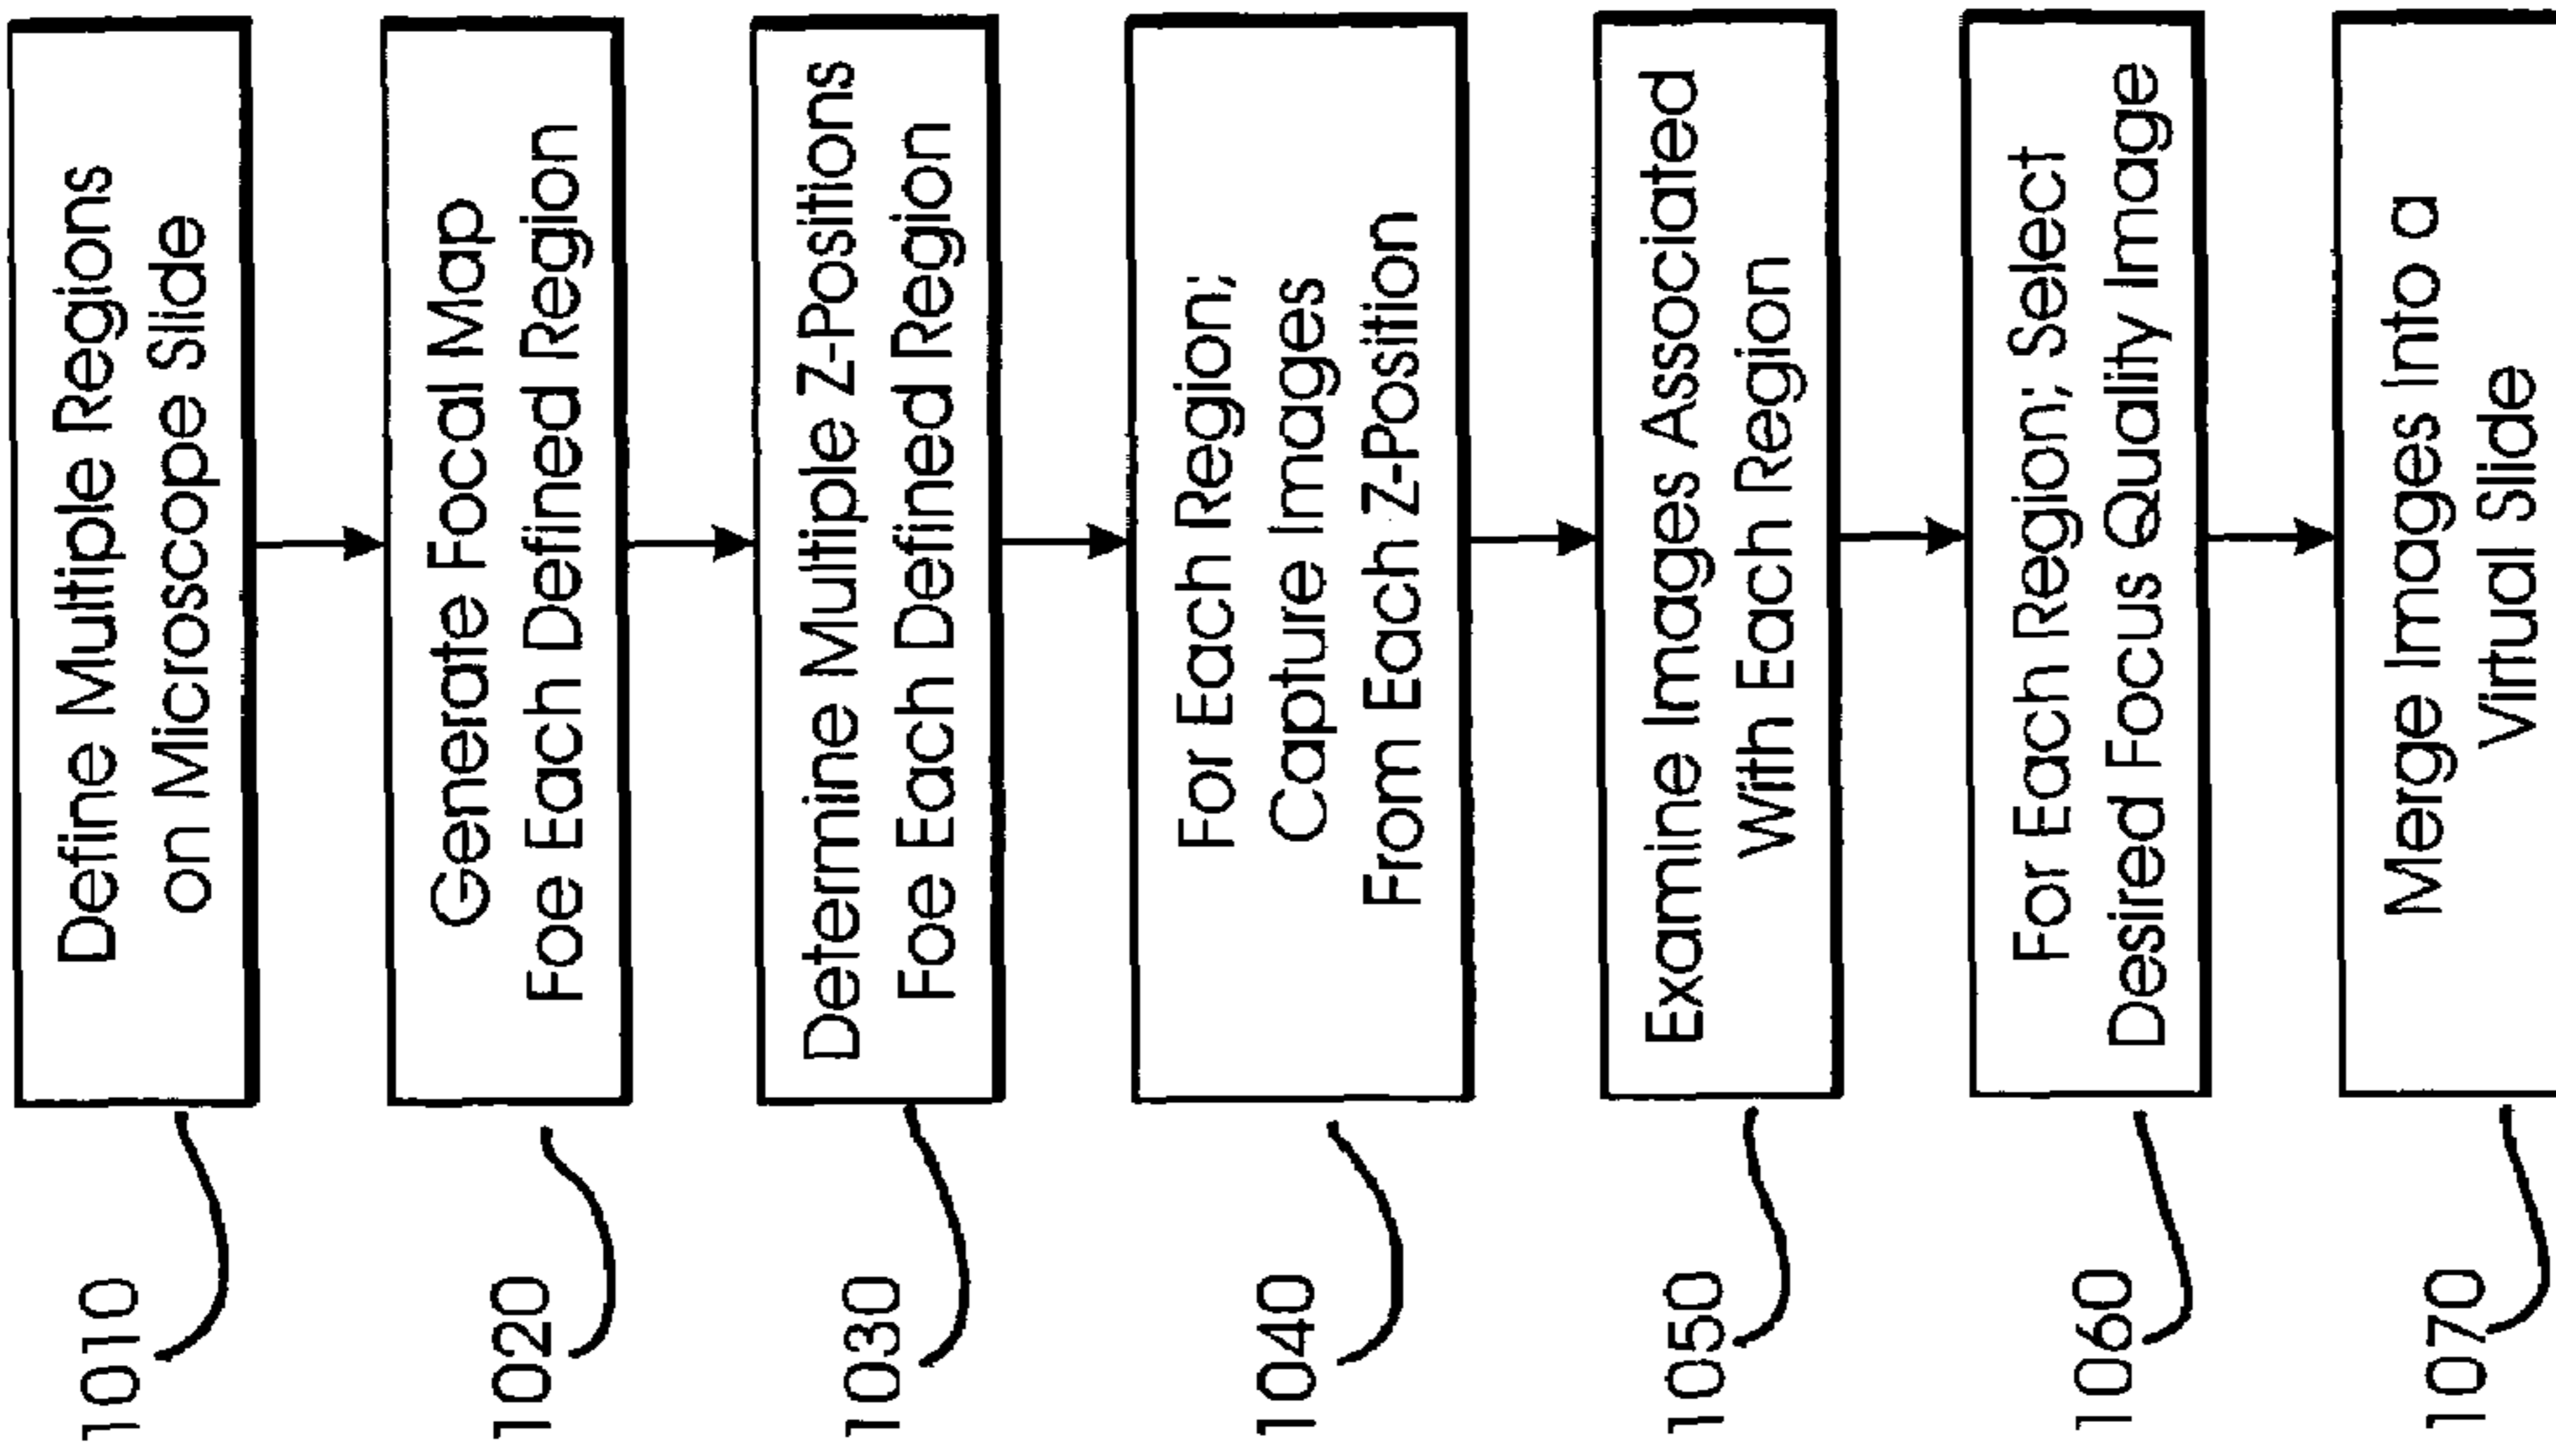 1010
Define Multiple Regions
on Microscope Slide
1020
Generate Focal Map
Foe Each Defined Region
1030
Determine Multiple Z-Positions
Foe Each Defined Region
1040
For Each Region;
Capture Images
From Each Z-Position
1050
Examine Images Associated
With Each Region
1060
For Each Region; Select
Desired Focus Quality Image
1070
Merge Images Into a
Virtual Slide